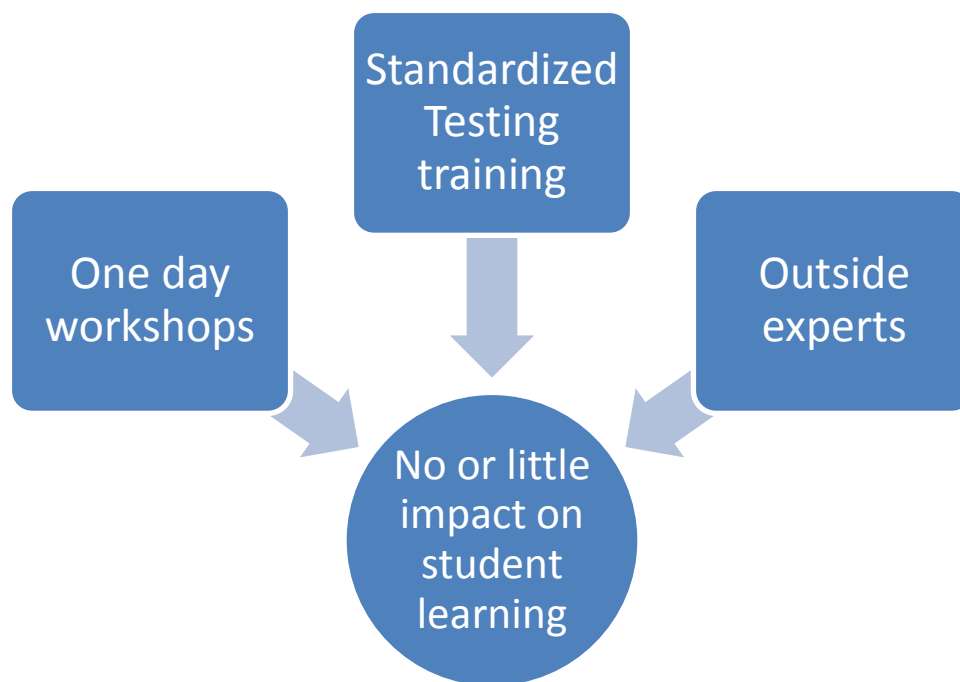 Standardized
Testing
training
One day
workshops
Outside
experts
No or little
impact on
student
learning